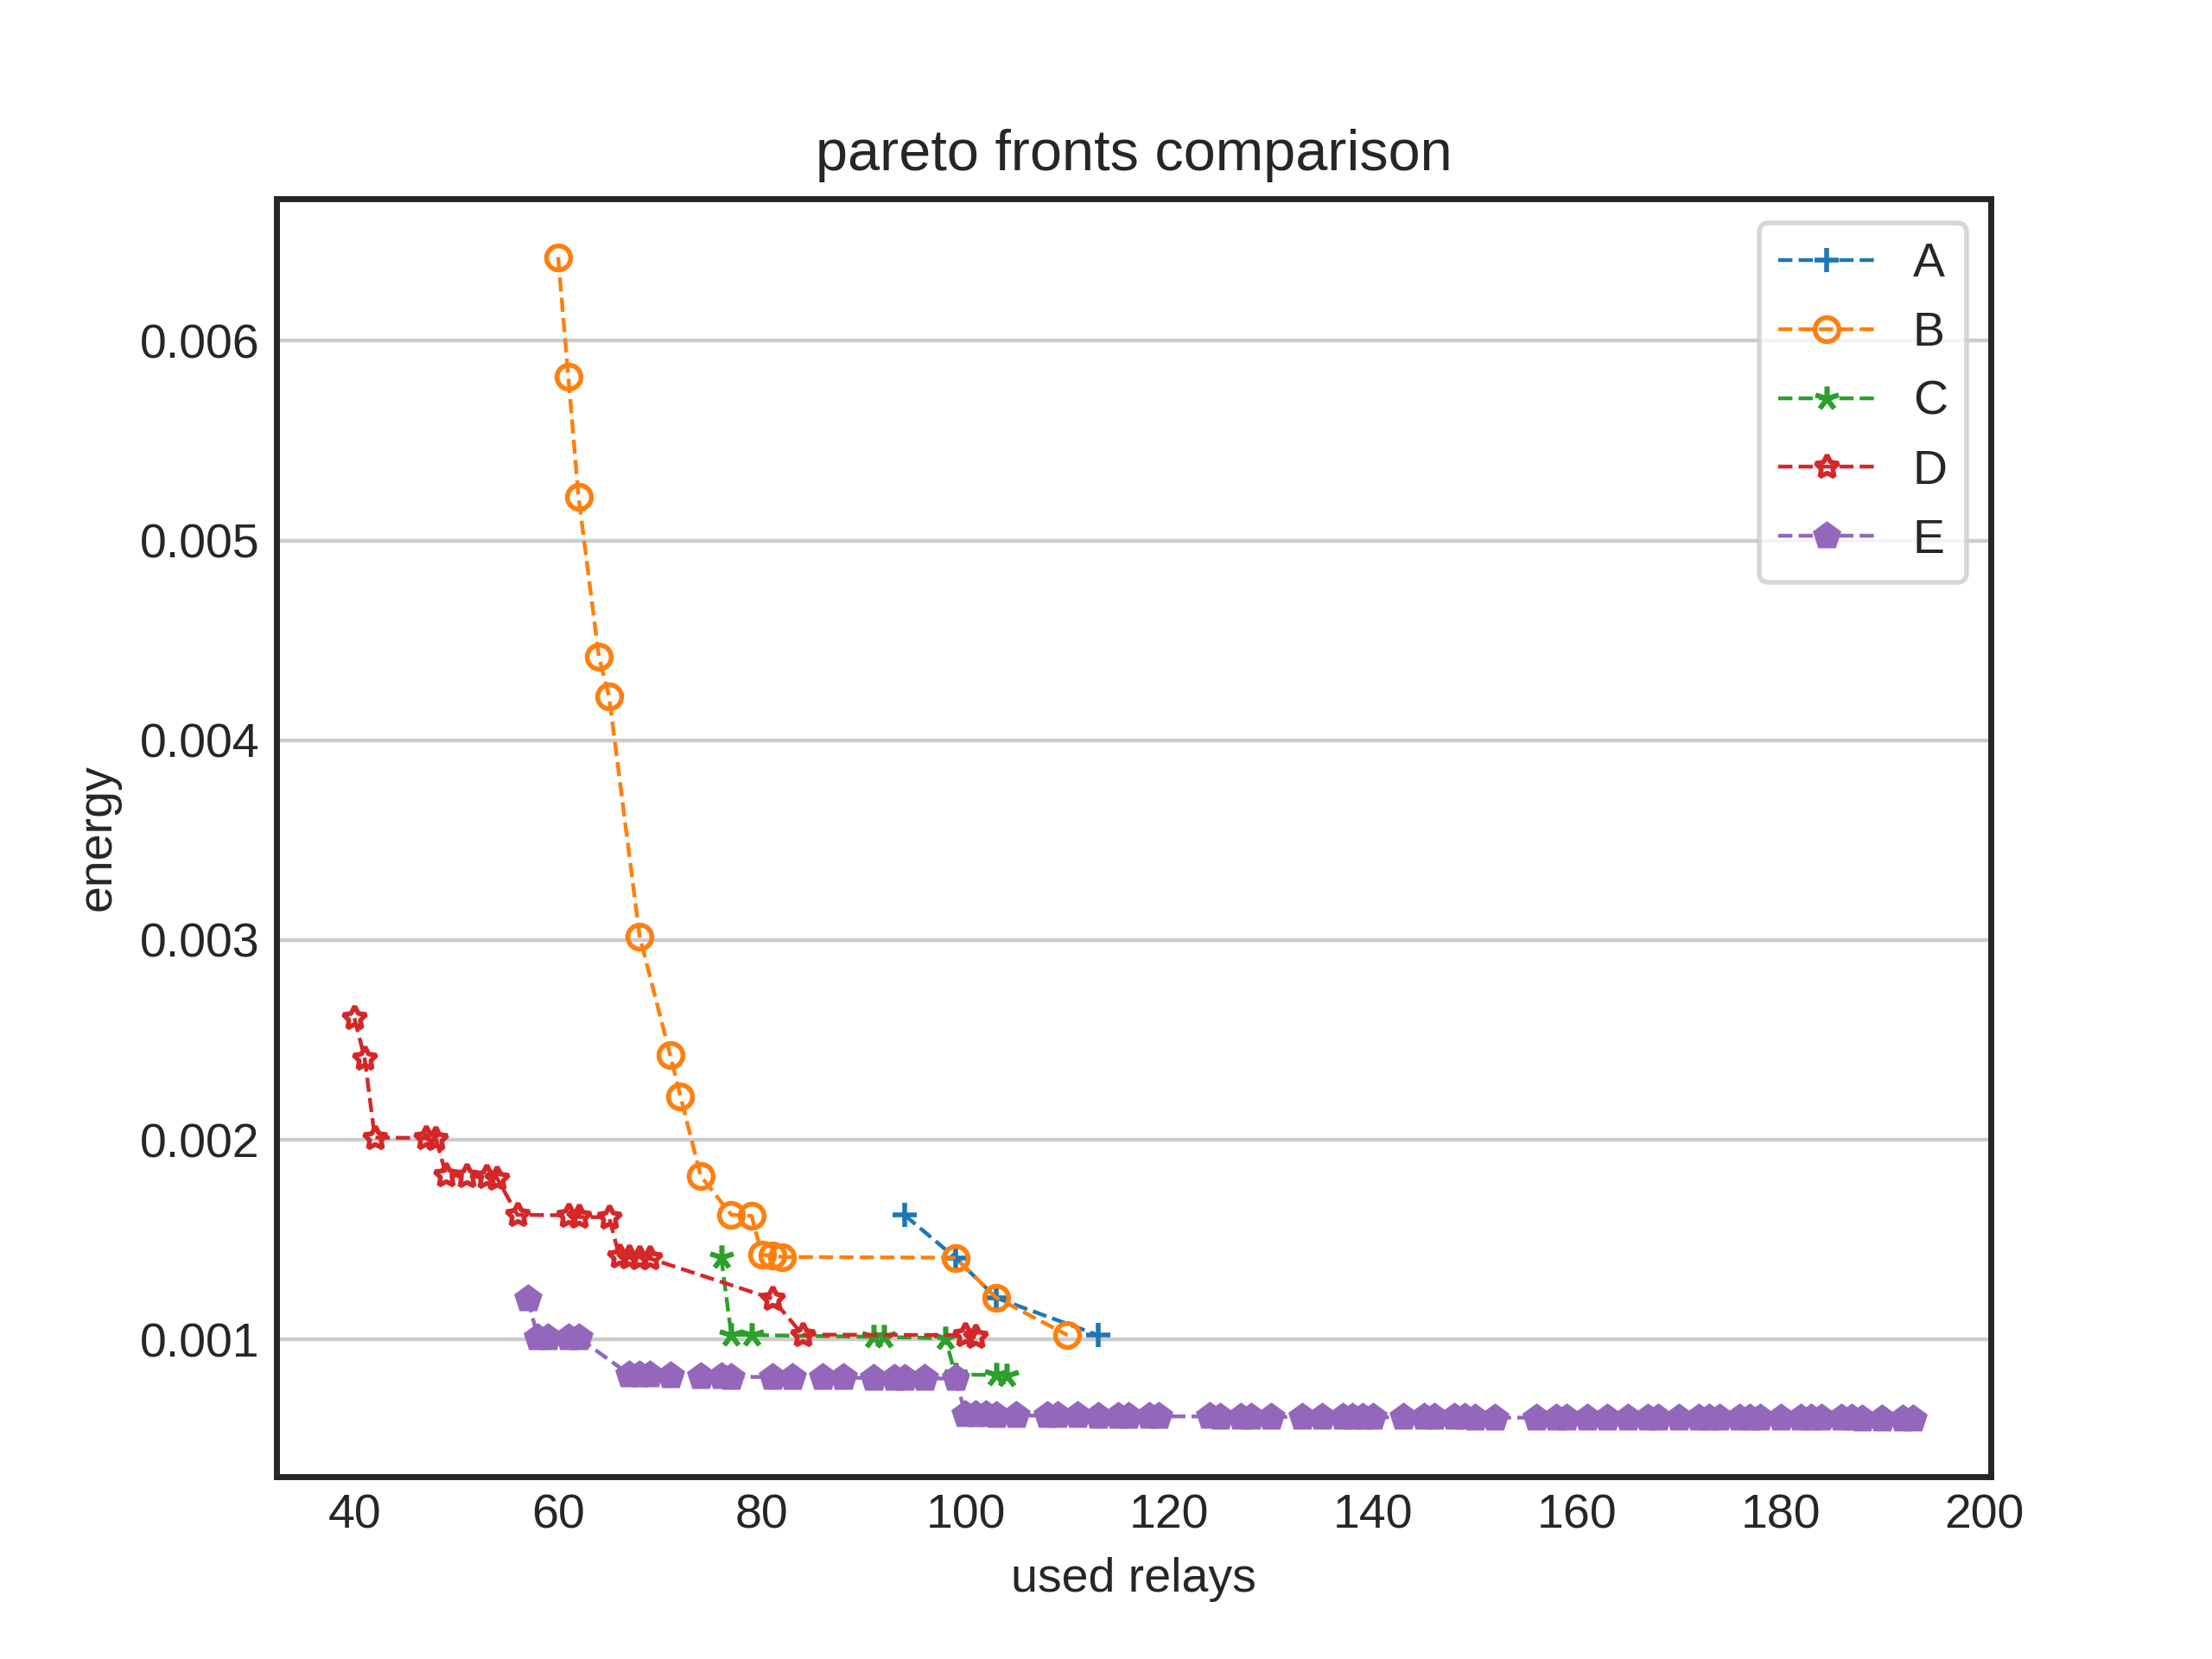 pareto fronts comparison
A
B
C
D
E
0.006
0.005
0.004
0.003
0.002
0.001
energy
40 60 80 100 120 140 160 180 200
used relays